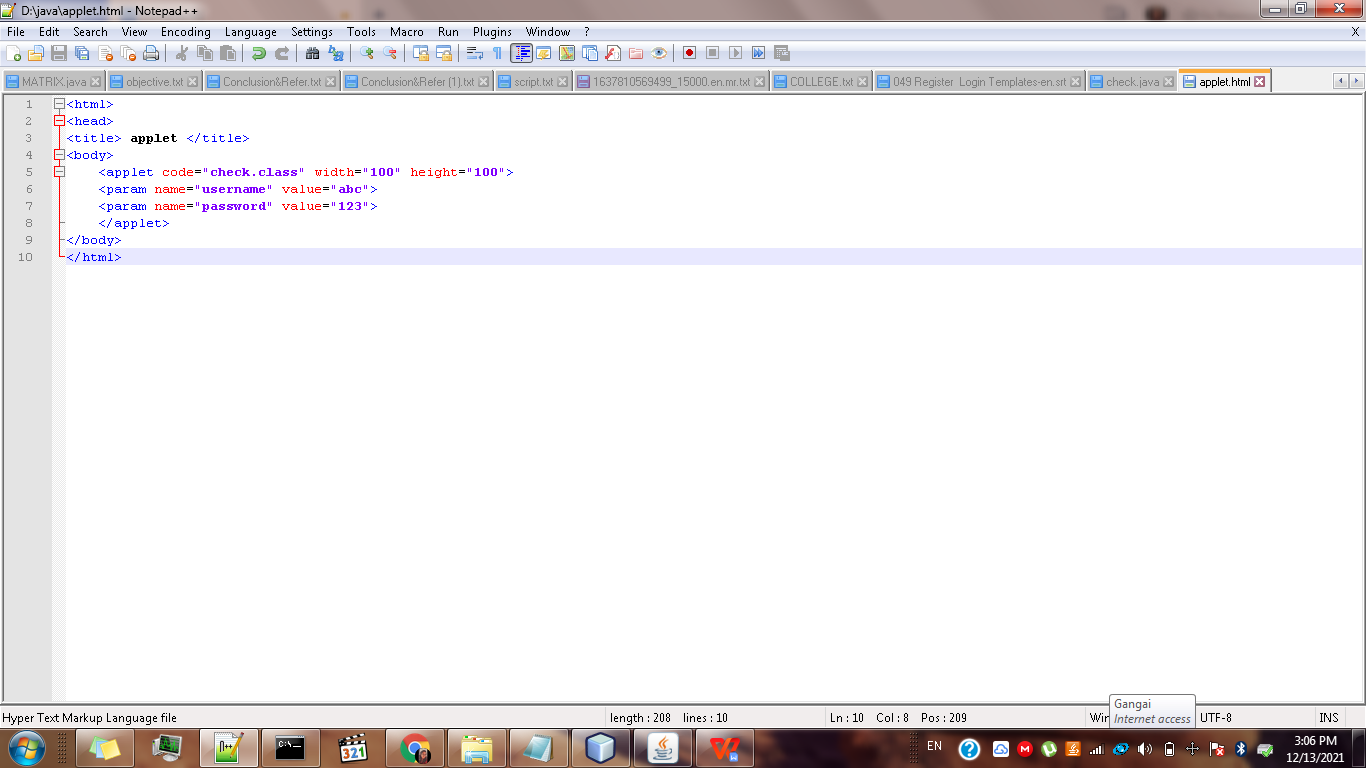 D:\java\applet.html - Notepad++
File Edit Search View Encoding Language Settings Tools Macro Run Plugins Window ? X
MATRIX.java objective.txt Conclusion&Refer.txt Conclusion&Refer (1).txt script.txt 1637810569499_15000.en.mr.txt COLLEGE.txt 049 Register Login Templates-en.srt check.java applet.html
1 <html>
2 <head>
3 <title> applet </title>
4 <body>
5 <applet code="check.class" width="100" height="100">
6 <param name="username" value="abc">
7 <param name="password" value="123">
8 </applet>
9 </body>
10 </html>
Gangai
Internet access
Hyper Text Markup Language file length : 208 lines : 10 Ln : 10 Col : 8 Pos : 209 UTF-8 INS
EN
3:06 PM
12/13/2021